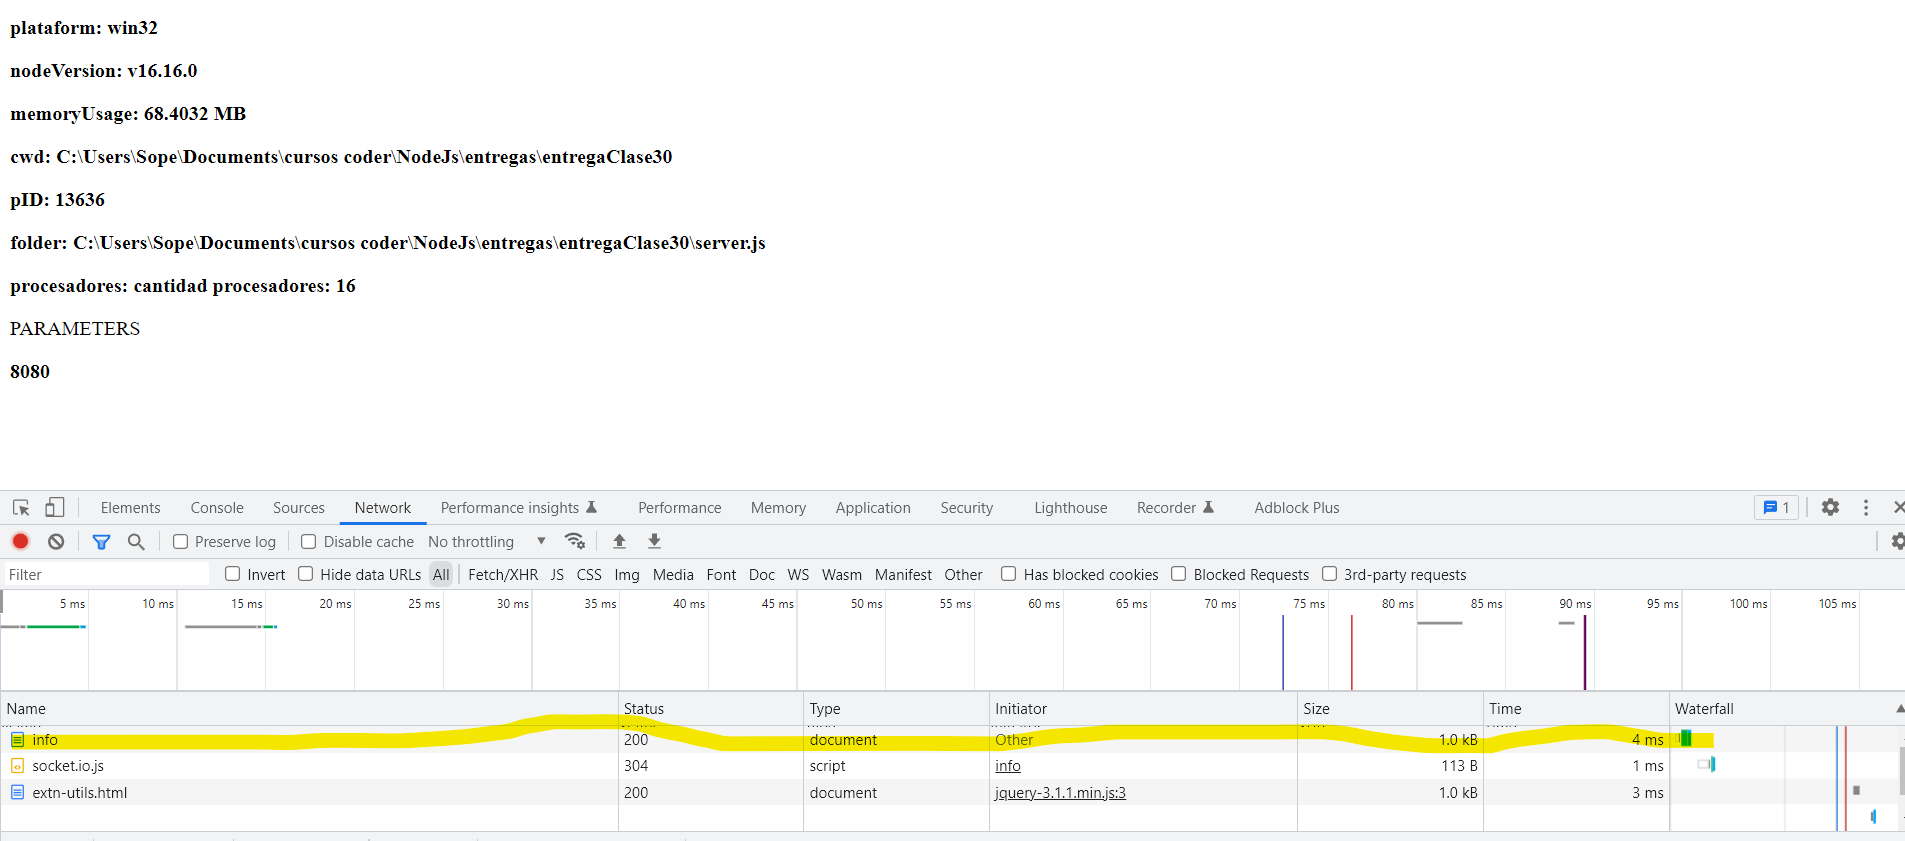 plataform: win32
nodeVersion: v16.16.0
memoryUsage: 68.4032 MB
cwd: C:\Users\Sope\Documents\cursos coder\NodeJs\entregas\entregaClase30
pID: 13636
folder: C:\Users\Sope\Documents\cursos coder\NodeJs\entregas\entregaClase30\server.js
procesadores: cantidad procesadores: 16
PARAMETERS
8080
Elements Console Sources Network Performance insights Performance Memory Application Security Lighthouse Recorder Adblock Plus 1
Preserve log Disable cache No throttling
Filter Invert Hide data URLs All Fetch/XHR JS CSS Img Media Font Doc WS Wasm Manifest Other Has blocked cookies Blocked Requests 3rd-party requests
5 ms 10 ms 15 ms 20 ms 25 ms 30 ms 35 ms 40 ms 45 ms 50 ms 55 ms 60 ms 65 ms 70 ms 75 ms 80 ms 85 ms 90 ms 95 ms 100 ms 105 ms
Name Status Type Initiator Size Time Waterfall
info 200 document Other 1.0 kB 4 ms
socket.io.js 304 script info 113 B 1 ms
extn-utils.html 200 document jquery-3.1.1.min.js:3 1.0 kB 3 ms